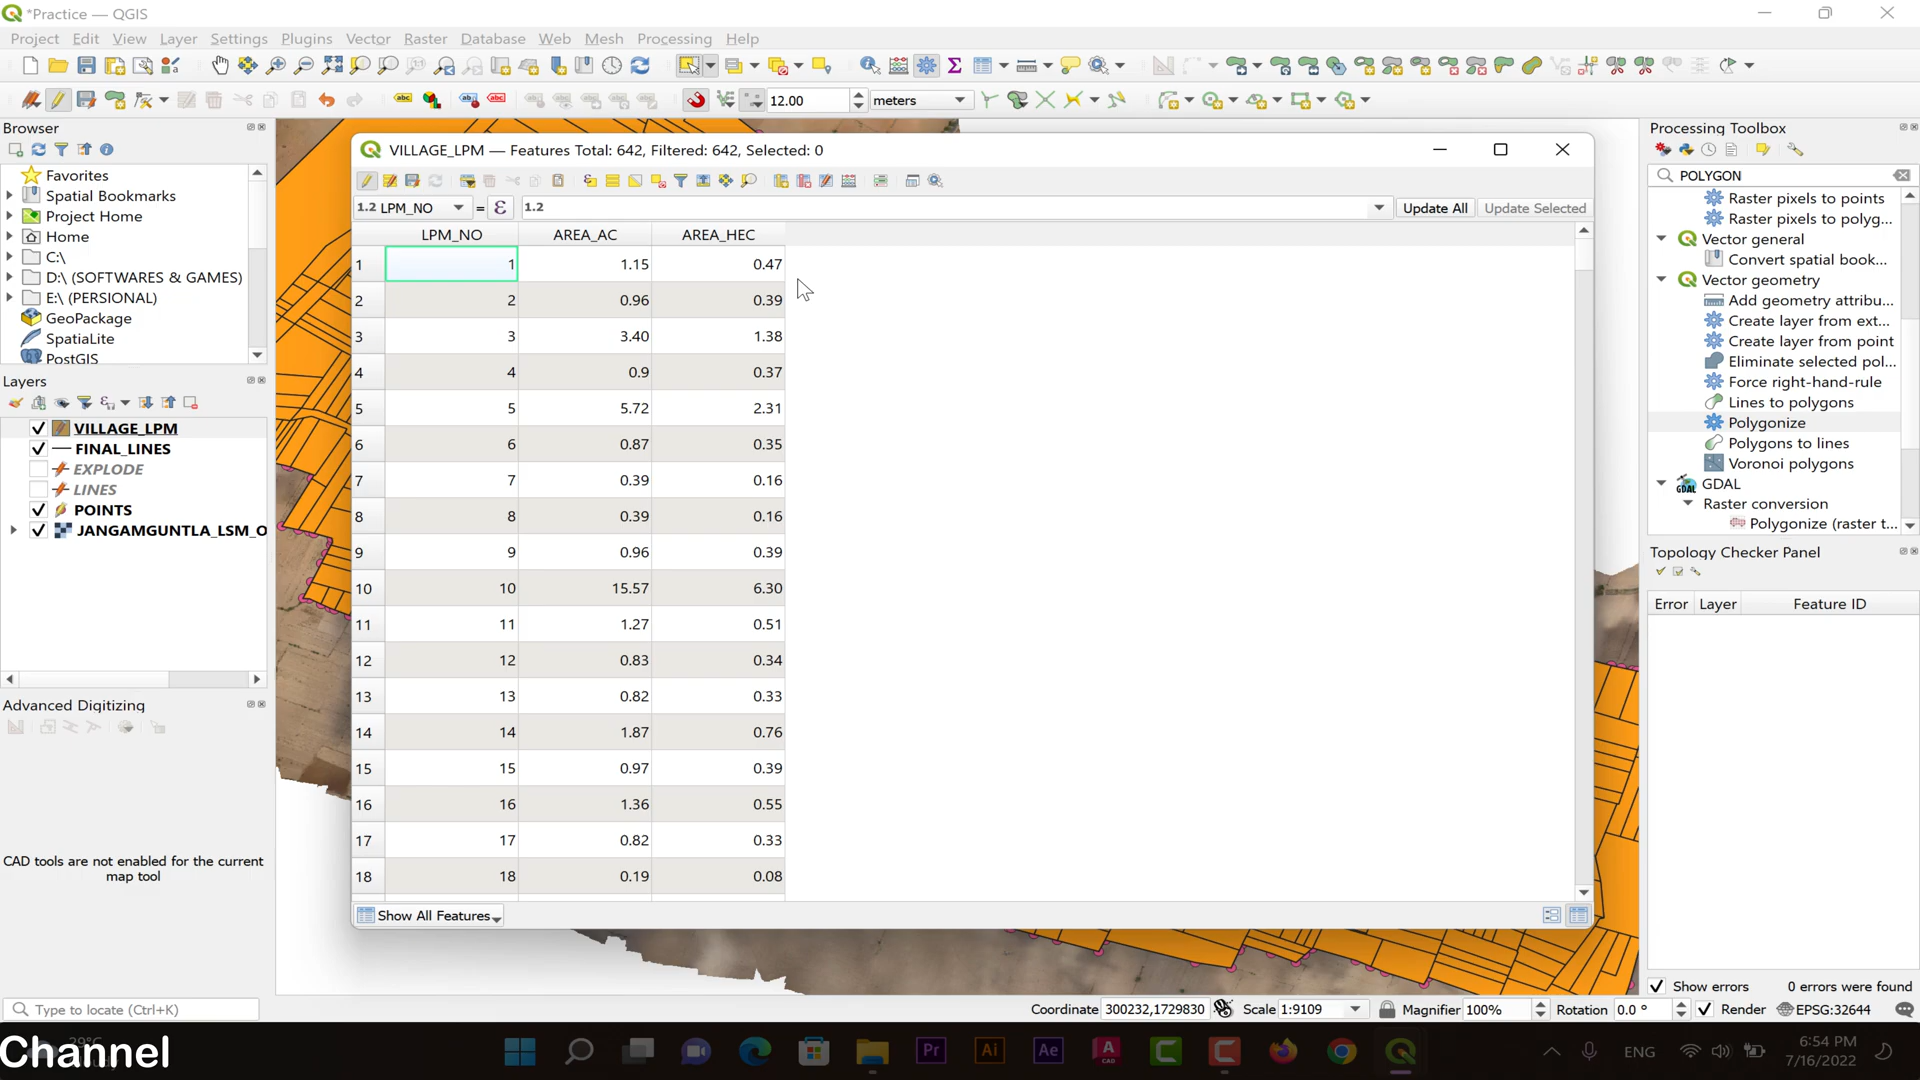 *Practice — QGIS
Project Edit View Layer Settings Plugins Vector Raster Database Web Mesh Processing Help
12.00 meters
Browser
Favorites
Spatial Bookmarks
Project Home
Home
C:\
D:\ (SOFTWARES & GAMES)
E:\ (PERSIONAL)
GeoPackage
SpatiaLite
PostGIS
Layers
VILLAGE_LPM
FINAL_LINES
EXPLODE
LINES
POINTS
JANGAMGUNTLA_LSM_O
Advanced Digitizing
CAD tools are not enabled for the current
map tool
VILLAGE_LPM — Features Total: 642, Filtered: 642, Selected: 0
1.2 LPM_NO = ε 1.2 Update All Update Selected
LPM_NO AREA_AC AREA_HEC
1 1 1.15 0.47
2 2 0.96 0.39
3 3 3.40 1.38
4 4 0.9 0.37
5 5 5.72 2.31
6 6 0.87 0.35
7 7 0.39 0.16
8 8 0.39 0.16
9 9 0.96 0.39
10 10 15.57 6.30
11 11 1.27 0.51
12 12 0.83 0.34
13 13 0.82 0.33
14 14 1.87 0.76
15 15 0.97 0.39
16 16 1.36 0.55
17 17 0.82 0.33
18 18 0.19 0.08
Show All Features
Processing Toolbox
POLYGON
Raster pixels to points
Raster pixels to polyg...
Vector general
Convert spatial book...
Vector geometry
Add geometry attribu...
Create layer from ext...
Create layer from point
Eliminate selected pol...
Force right-hand-rule
Lines to polygons
Polygonize
Polygons to lines
Voronoi polygons
GDAL
Raster conversion
Polygonize (raster t...
Topology Checker Panel
Error Layer Feature ID
Show errors 0 errors were found
Type to locate (Ctrl+K) Coordinate 300232,1729830 Scale 1:9109 Magnifier 100% Rotation 0.0 ° Render EPSG:32644
Channel
Pr Ai Ae
ENG
6:54 PM
7/16/2022